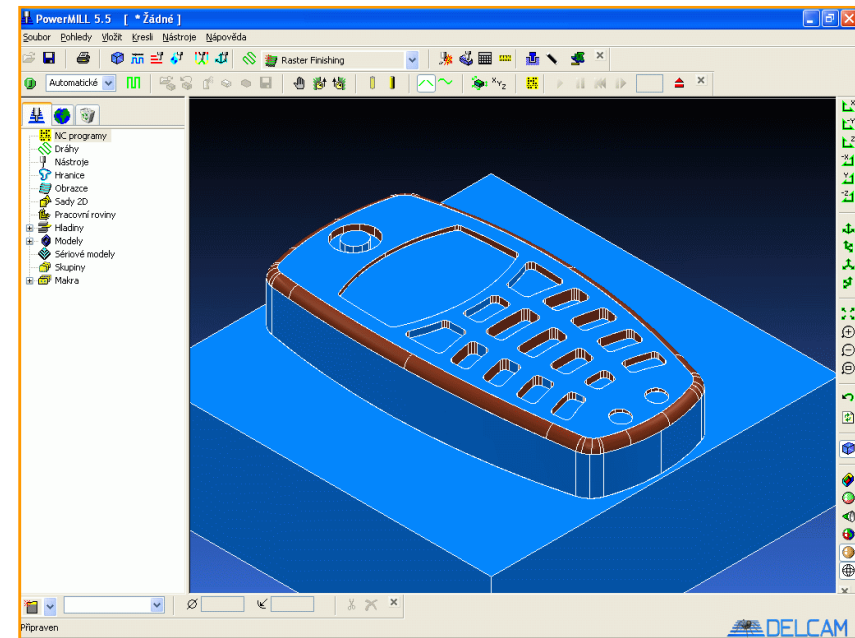 PowerMILL 5.5 [ * Žádné ]
Soubor Pohledy Vložit Kresli Nástroje Nápověda
Raster Finishing
Automatické
NC programy
Dráhy
Nástroje
Hranice
Obrazce
Sady 2D
Pracovní roviny
Hladiny
Modely
Sériové modely
Skupiny
Makra
Připraven
DELCAM